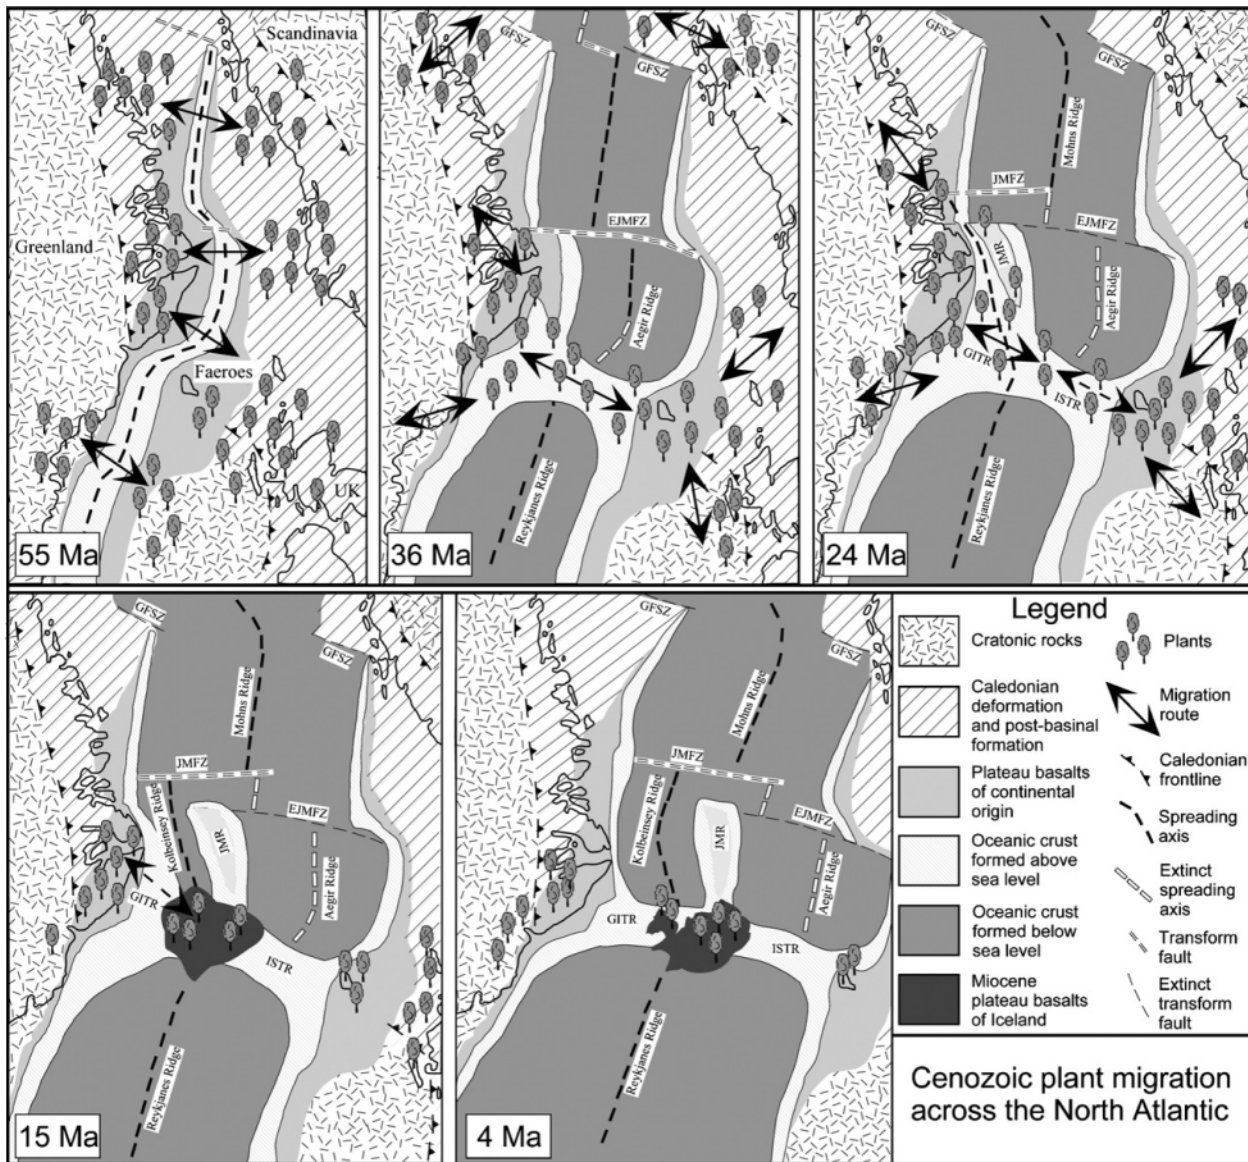 Scandinavia
Greenland
Faeroes
UK
55 Ma
GFSZ
GFSZ
EJMFZ
Aegir Ridge
Reykjanes Ridge
36 Ma
GFSZ
GFSZ
Mohns Ridge
JMFZ
EJMFZ
JMR
Aegir Ridge
GITR
ISTR
Reykjanes Ridge
24 Ma
GFSZ
GFSZ
Mohns Ridge
JMFZ
Kolbeinsey Ridge
EJMFZ
JMR
Aegir Ridge
GITR
ISTR
Reykjanes Ridge
15 Ma
GFSZ
GFSZ
Mohns Ridge
JMFZ
Kolbeinsey Ridge
EJMFZ
JMR
Aegir Ridge
GITR
ISTR
Reykjanes Ridge
4 Ma
Legend
Cratonic rocks
Caledonian
deformation
and post-basinal
formation
Plateau basalts
of continental
origin
Oceanic crust
formed above
sea level
Oceanic crust
formed below
sea level
Miocene
plateau basalts
of Iceland
Plants
Migration
route
Caledonian
frontline
Spreading
axis
Extinct
spreading
axis
Transform
fault
Extinct
transform
fault
Cenozoic plant migration
across the North Atlantic